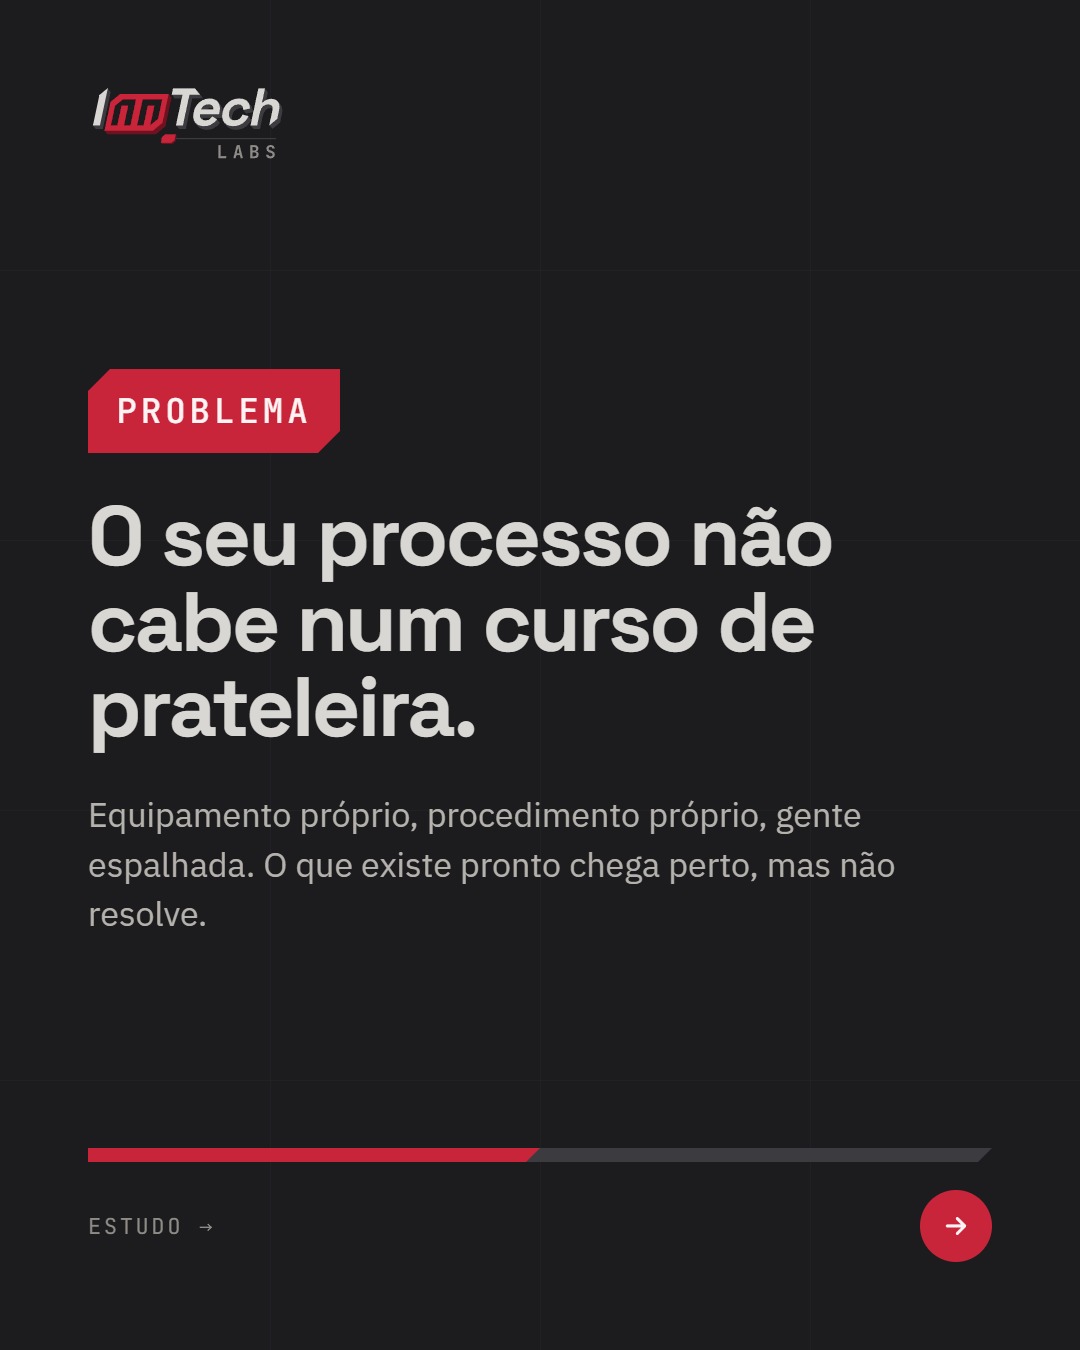 ImTech
LABS
PROBLEMA
O seu processo não
cabe num curso de
prateleira.
Equipamento próprio, procedimento próprio, gente
espalhada. O que existe pronto chega perto, mas não
resolve.
ESTUDO →